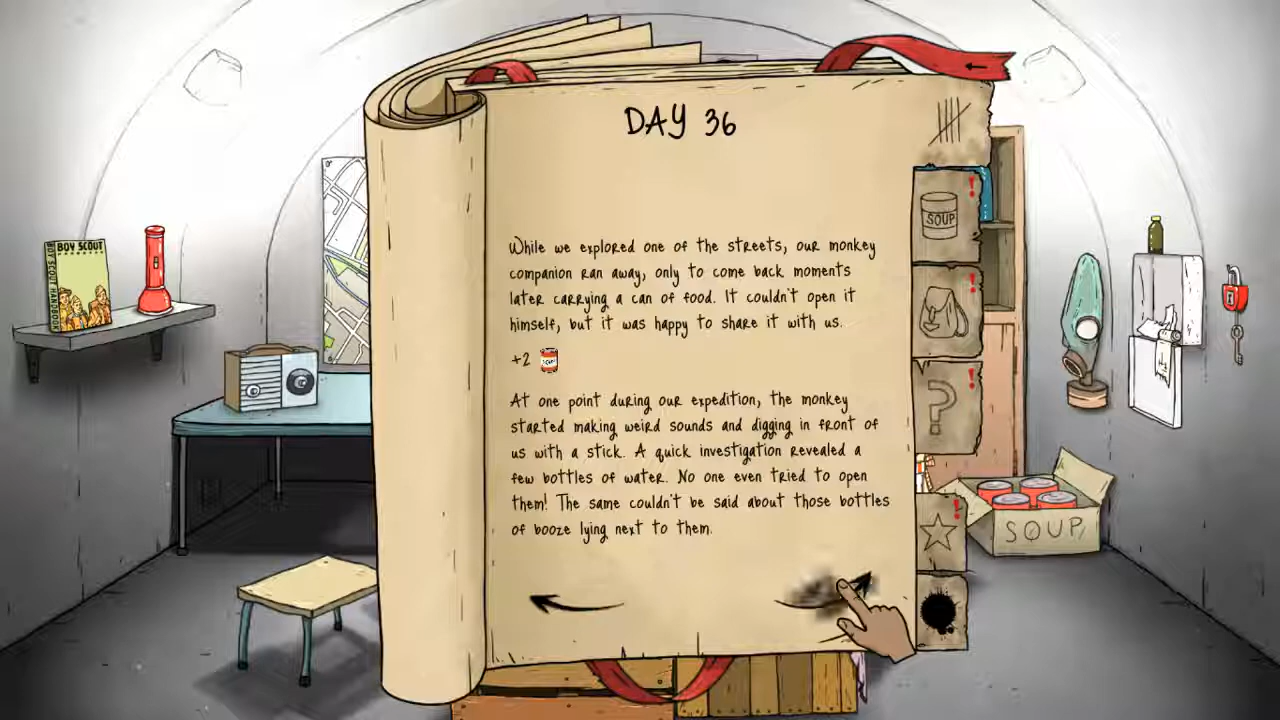 DAY 36
While we explored one of the streets, our monkey
companion ran away, only to come back moments
later carrying a can of food. It couldn't open it
himself, but it was happy to share it with us.
+2
At one point during our expedition, the monkey
started making weird sounds and digging in front of
us with a stick. A quick investigation revealed a
few bottles of water. No one even tried to open
them! The same couldn't be said about those bottles
of booze lying next to them.
!
SOUP
!
!
?
!
BOY SCOUT
BOY SCOUT HANDBOOK
SOUP